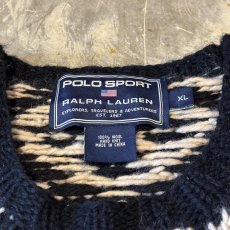 POLO SPORT
RALPH LAUREN
EXPLORERS, TRAVELERS & ADVENTURERS
EST. 1967
XL
100% WOOL
HAND KNIT
MADE IN CHINA